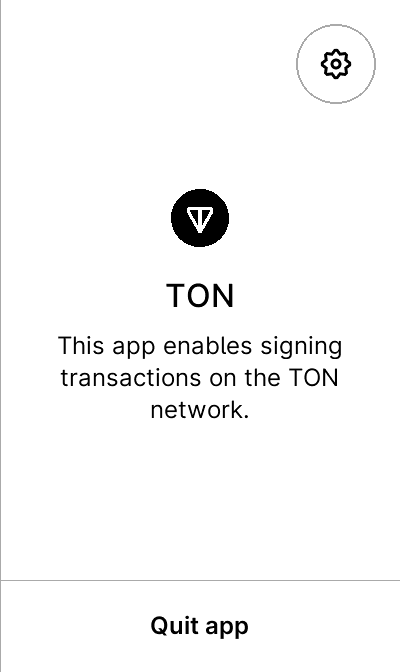 TON
This app enables signing
transactions on the TON
network.
Quit app